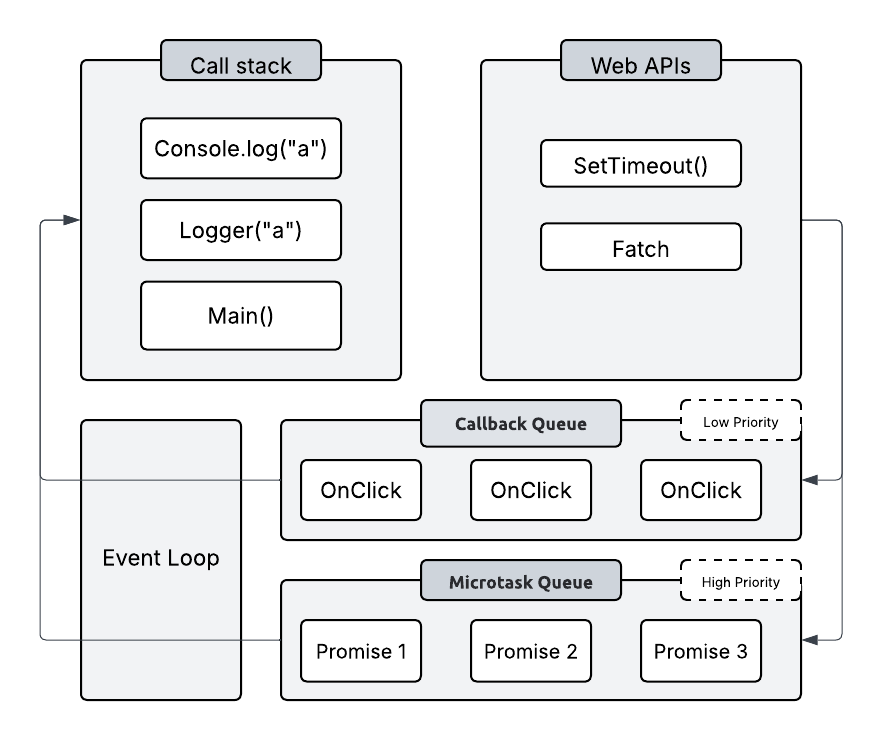 Call stack
Console.log("a")
Logger("a")
Main()
Web APIs
SetTimeout()
Fatch
Event Loop
Callback Queue
Low Priority
OnClick
OnClick
OnClick
Microtask Queue
High Priority
Promise 1
Promise 2
Promise 3